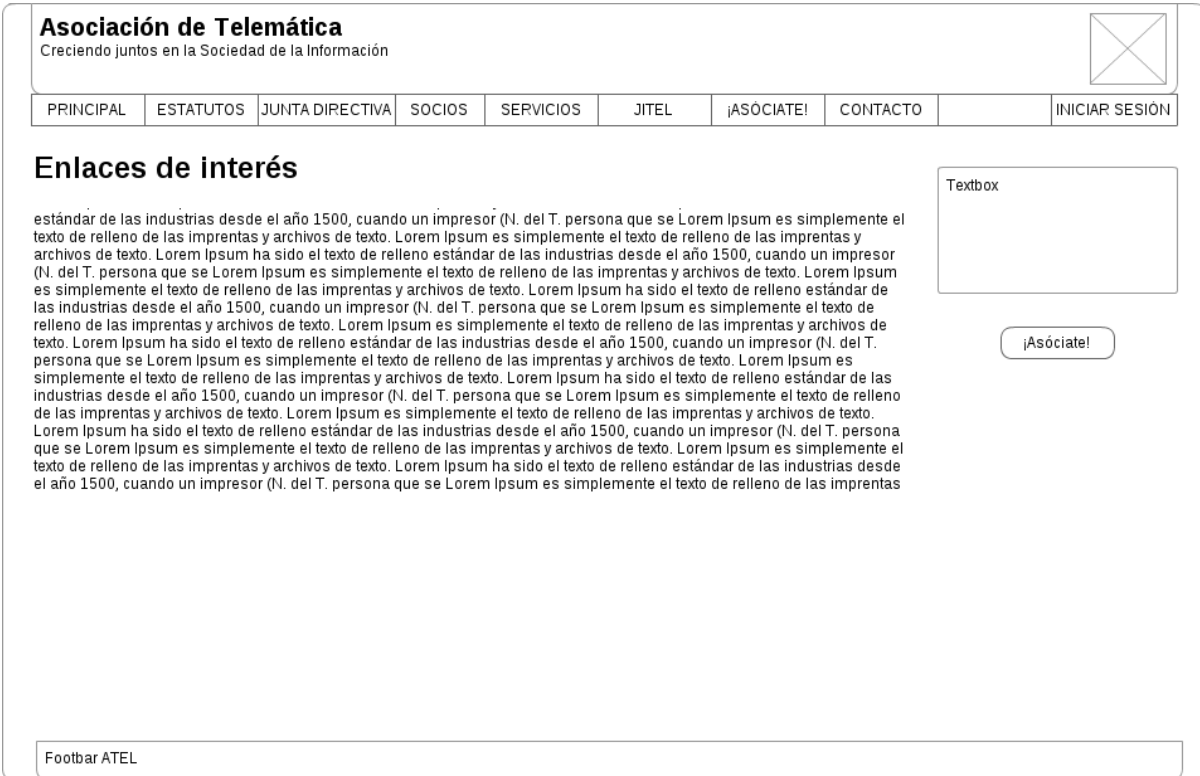 Asociación de Telemática
Creciendo juntos en la Sociedad de la Información
PRINCIPAL ESTATUTOS JUNTA DIRECTIVA SOCIOS SERVICIOS JITEL ¡ASÓCIATE! CONTACTO INICIAR SESIÓN
Enlaces de interés
estándar de las industrias desde el año 1500, cuando un impresor (N. del T. persona que se Lorem Ipsum es simplemente el
texto de relleno de las imprentas y archivos de texto. Lorem Ipsum es simplemente el texto de relleno de las imprentas y
archivos de texto. Lorem Ipsum ha sido el texto de relleno estándar de las industrias desde el año 1500, cuando un impresor
(N. del T. persona que se Lorem Ipsum es simplemente el texto de relleno de las imprentas y archivos de texto. Lorem Ipsum
es simplemente el texto de relleno de las imprentas y archivos de texto. Lorem Ipsum ha sido el texto de relleno estándar de
las industrias desde el año 1500, cuando un impresor (N. del T. persona que se Lorem Ipsum es simplemente el texto de
relleno de las imprentas y archivos de texto. Lorem Ipsum es simplemente el texto de relleno de las imprentas y archivos de
texto. Lorem Ipsum ha sido el texto de relleno estándar de las industrias desde el año 1500, cuando un impresor (N. del T.
persona que se Lorem Ipsum es simplemente el texto de relleno de las imprentas y archivos de texto. Lorem Ipsum es
simplemente el texto de relleno de las imprentas y archivos de texto. Lorem Ipsum ha sido el texto de relleno estándar de las
industrias desde el año 1500, cuando un impresor (N. del T. persona que se Lorem Ipsum es simplemente el texto de relleno
de las imprentas y archivos de texto. Lorem Ipsum es simplemente el texto de relleno de las imprentas y archivos de texto.
Lorem Ipsum ha sido el texto de relleno estándar de las industrias desde el año 1500, cuando un impresor (N. del T. persona
que se Lorem Ipsum es simplemente el texto de relleno de las imprentas y archivos de texto. Lorem Ipsum es simplemente el
texto de relleno de las imprentas y archivos de texto. Lorem Ipsum ha sido el texto de relleno estándar de las industrias desde
el año 1500, cuando un impresor (N. del T. persona que se Lorem Ipsum es simplemente el texto de relleno de las imprentas
Textbox
¡Asóciate!
Footbar ATEL